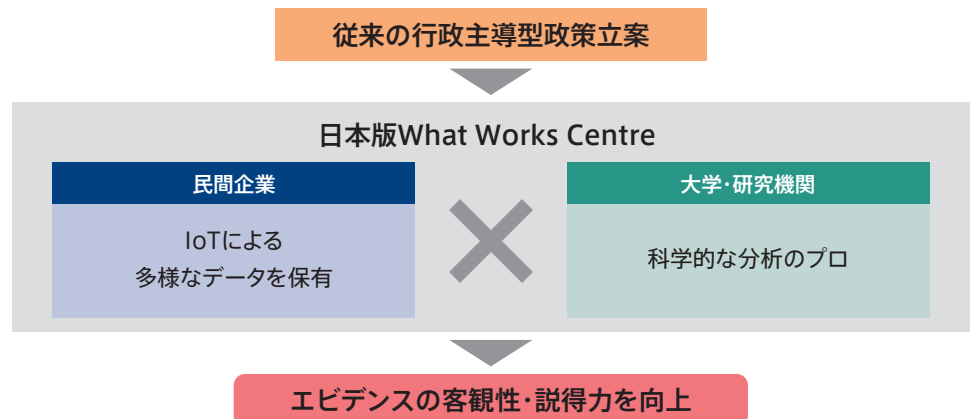 従来の行政主導型政策立案
日本版What Works Centre
民間企業
IoTによる
多様なデータを保有
大学・研究機関
科学的な分析のプロ
エビデンスの客観性・説得力を向上